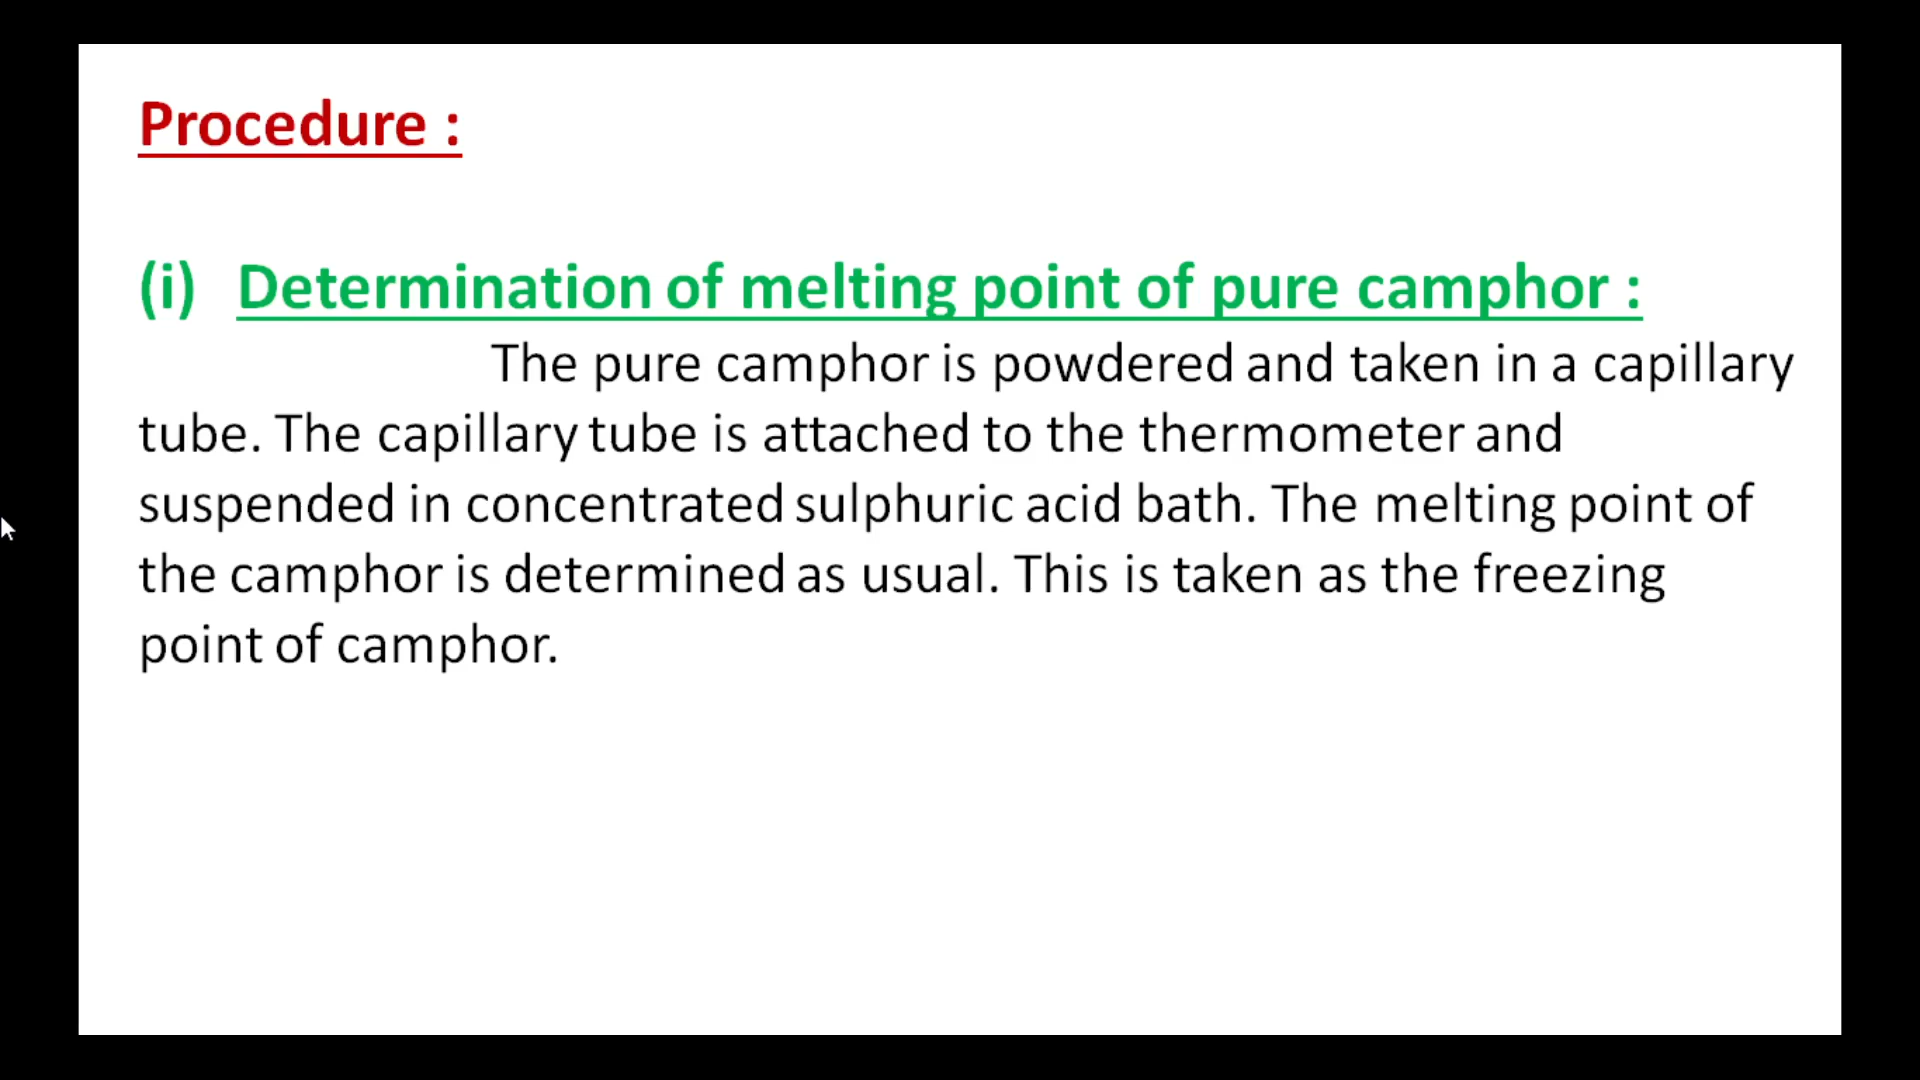 Procedure :
(i) Determination of melting point of pure camphor :
The pure camphor is powdered and taken in a capillary
tube. The capillary tube is attached to the thermometer and
suspended in concentrated sulphuric acid bath. The melting point of
the camphor is determined as usual. This is taken as the freezing
point of camphor.